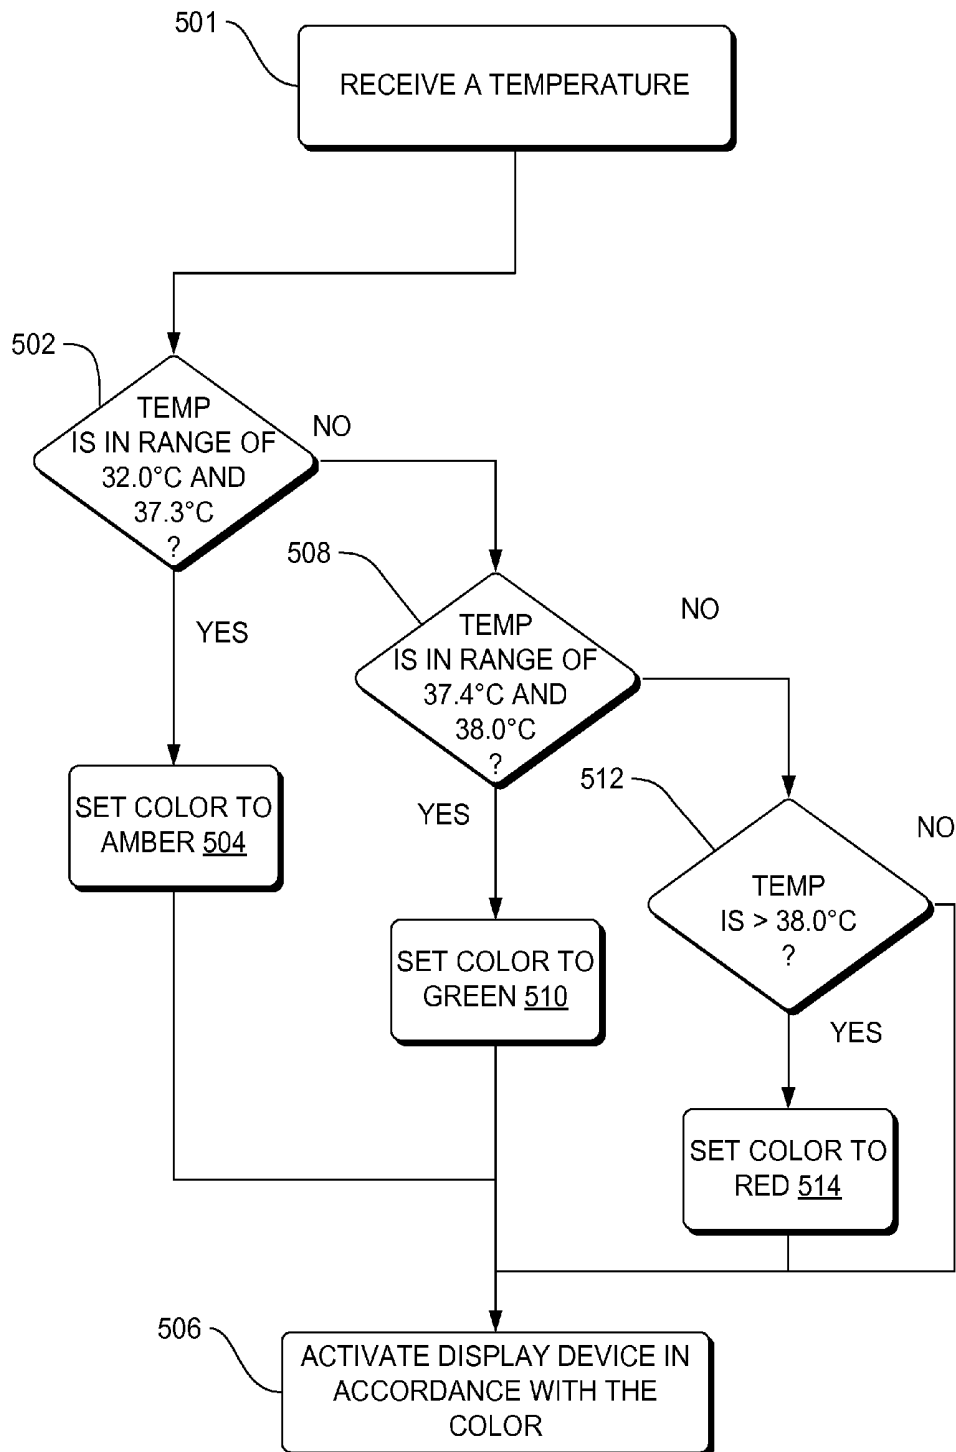 501
RECEIVE A TEMPERATURE
502
TEMP
IS IN RANGE OF
32.0°C AND
37.3°C
?
NO
YES
508
TEMP
IS IN RANGE OF
37.4°C AND
38.0°C
?
NO
YES
SET COLOR TO
AMBER 504
512
TEMP
IS > 38.0°C
?
NO
YES
SET COLOR TO
GREEN 510
SET COLOR TO
RED 514
506
ACTIVATE DISPLAY DEVICE IN
ACCORDANCE WITH THE
COLOR